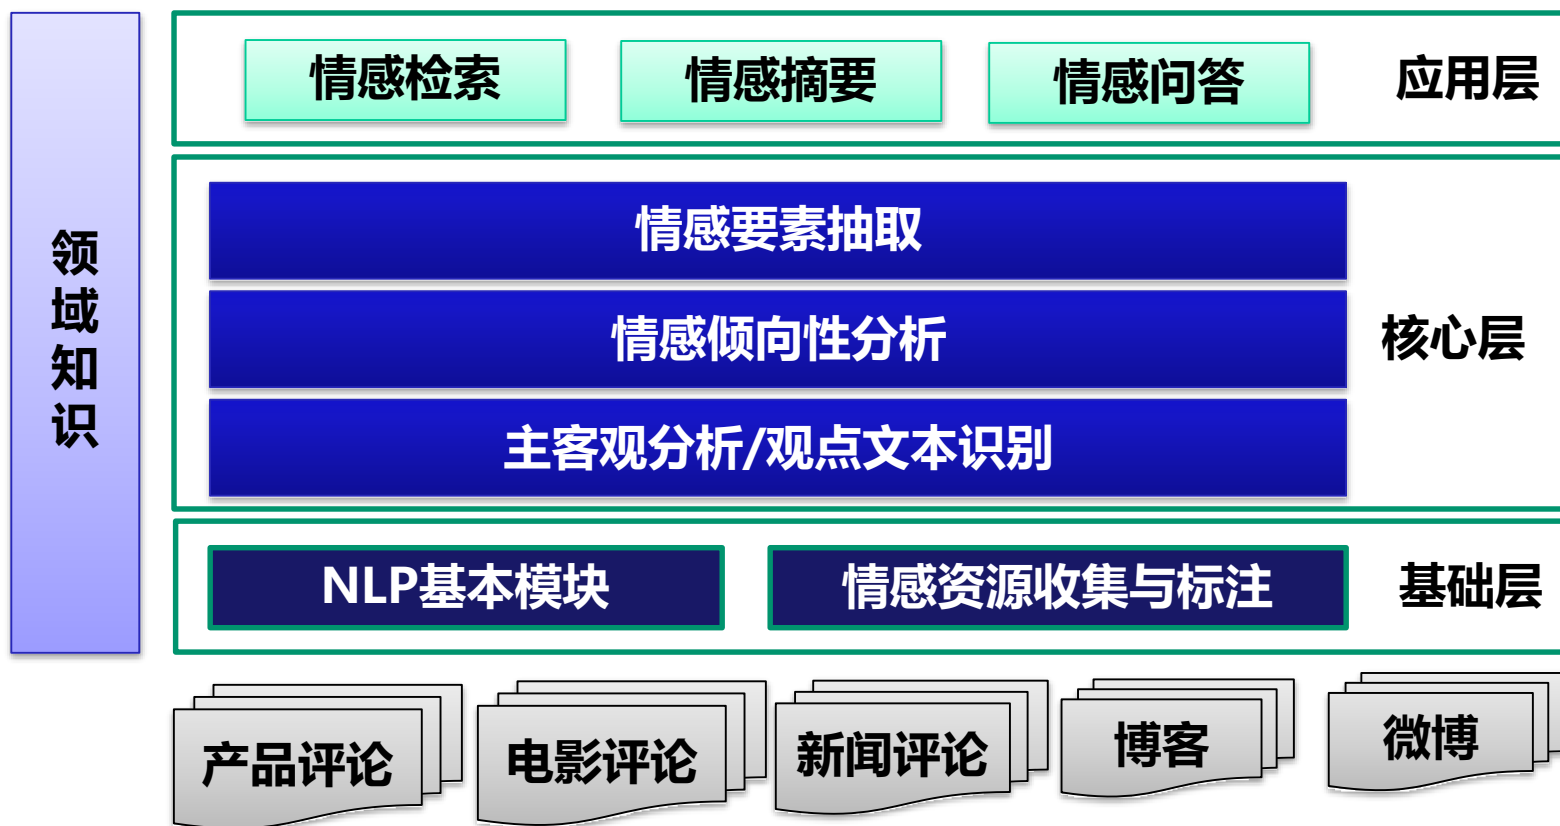 领域知识
情感检索
情感摘要
情感问答
应用层
情感要素抽取
情感倾向性分析
主客观分析/观点文本识别
核心层
NLP基本模块
情感资源收集与标注
基础层
产品评论
电影评论
新闻评论
博客
微博